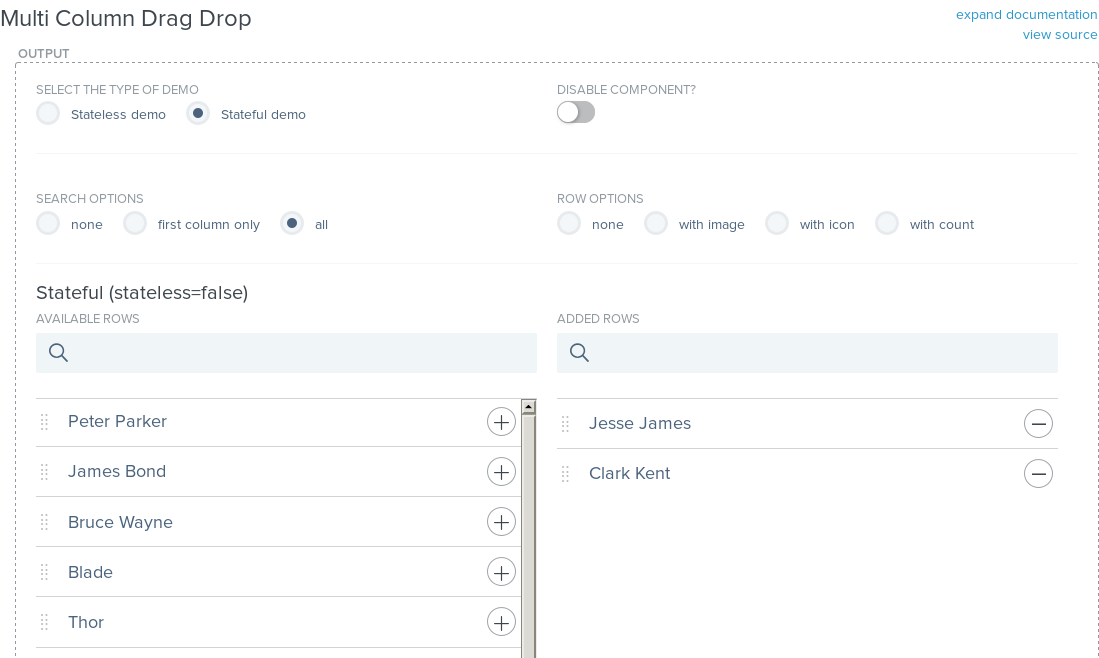 Multi Column Drag Drop
expand documentation
view source
OUTPUT
SELECT THE TYPE OF DEMO
Stateless demo Stateful demo
DISABLE COMPONENT?
SEARCH OPTIONS
none first column only all
ROW OPTIONS
none with image with icon with count
Stateful (stateless=false)
AVAILABLE ROWS
Peter Parker
James Bond
Bruce Wayne
Blade
Thor
ADDED ROWS
Jesse James
Clark Kent